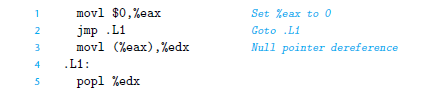 1 movl $0,%eax Set %eax to 0
2 jmp .L1 Goto .L1
3 movl (%eax),%edx Null pointer dereference
4 .L1:
5 popl %edx